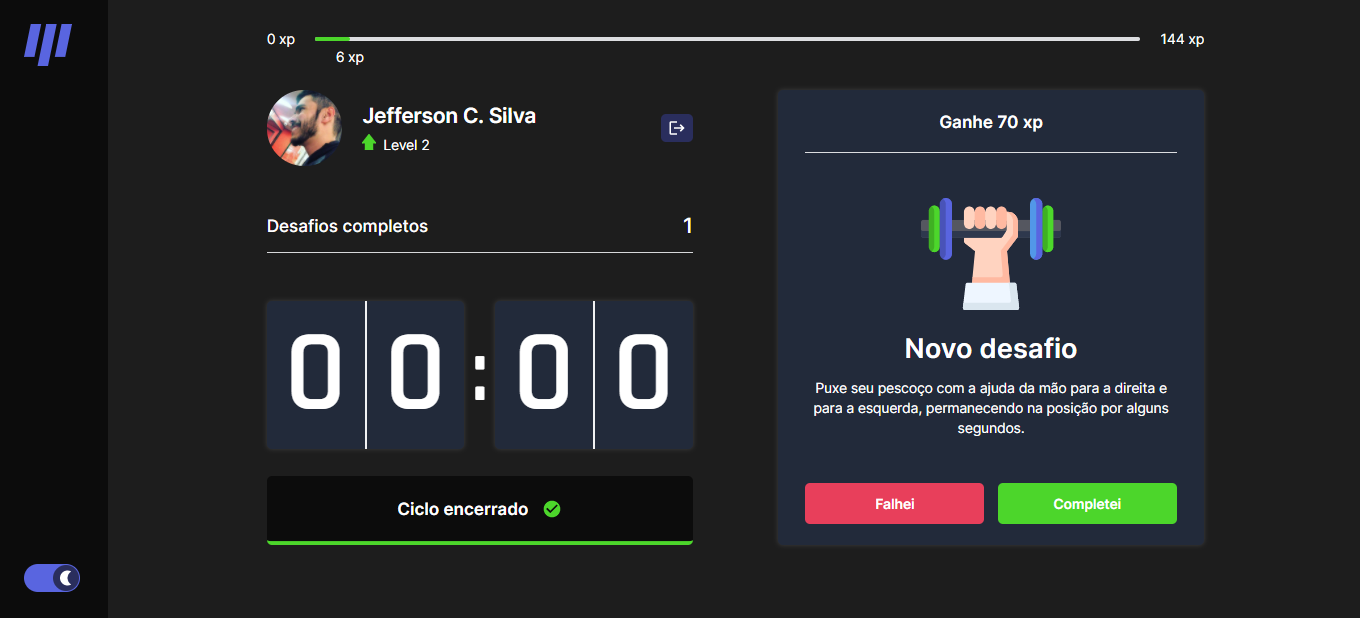 0 xp
144 xp
6 xp
Jefferson C. Silva
Level 2
Desafios completos
1
00:00
Ciclo encerrado
Ganhe 70 xp
Novo desafio
Puxe seu pescoço com a ajuda da mão para a direita e
para a esquerda, permanecendo na posição por alguns
segundos.
Falhei
Completei